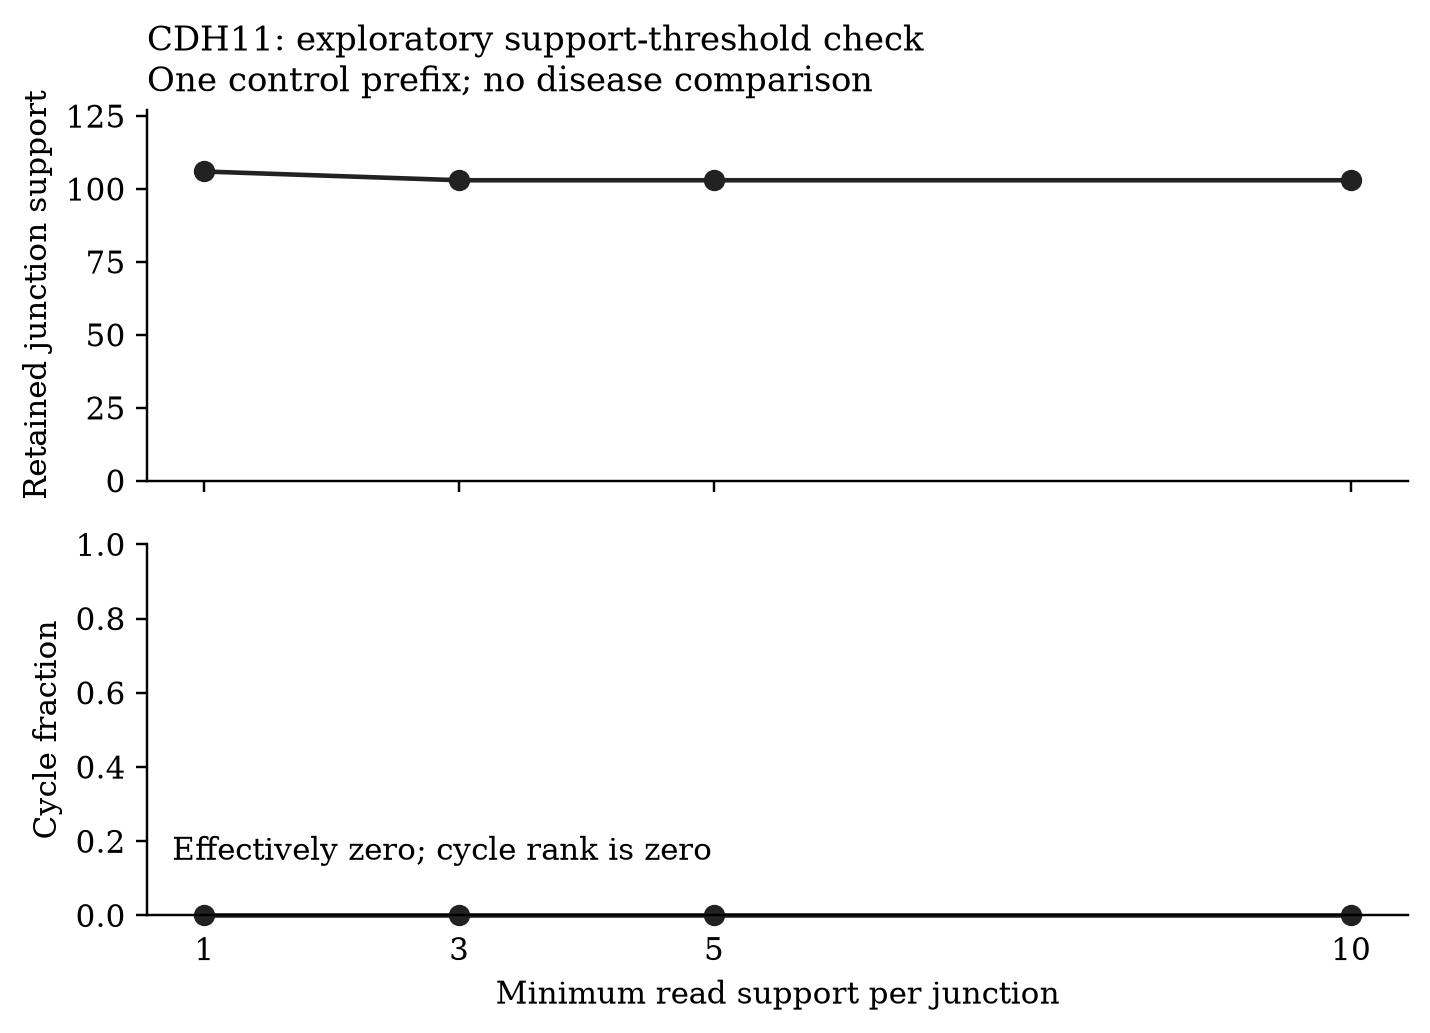 CDH11: exploratory support-threshold check
One control prefix; no disease comparison
Retained junction support
125
100
75
50
25
0
Cycle fraction
1.0
0.8
0.6
0.4
0.2
0.0
Effectively zero; cycle rank is zero
1 3 5 10
Minimum read support per junction